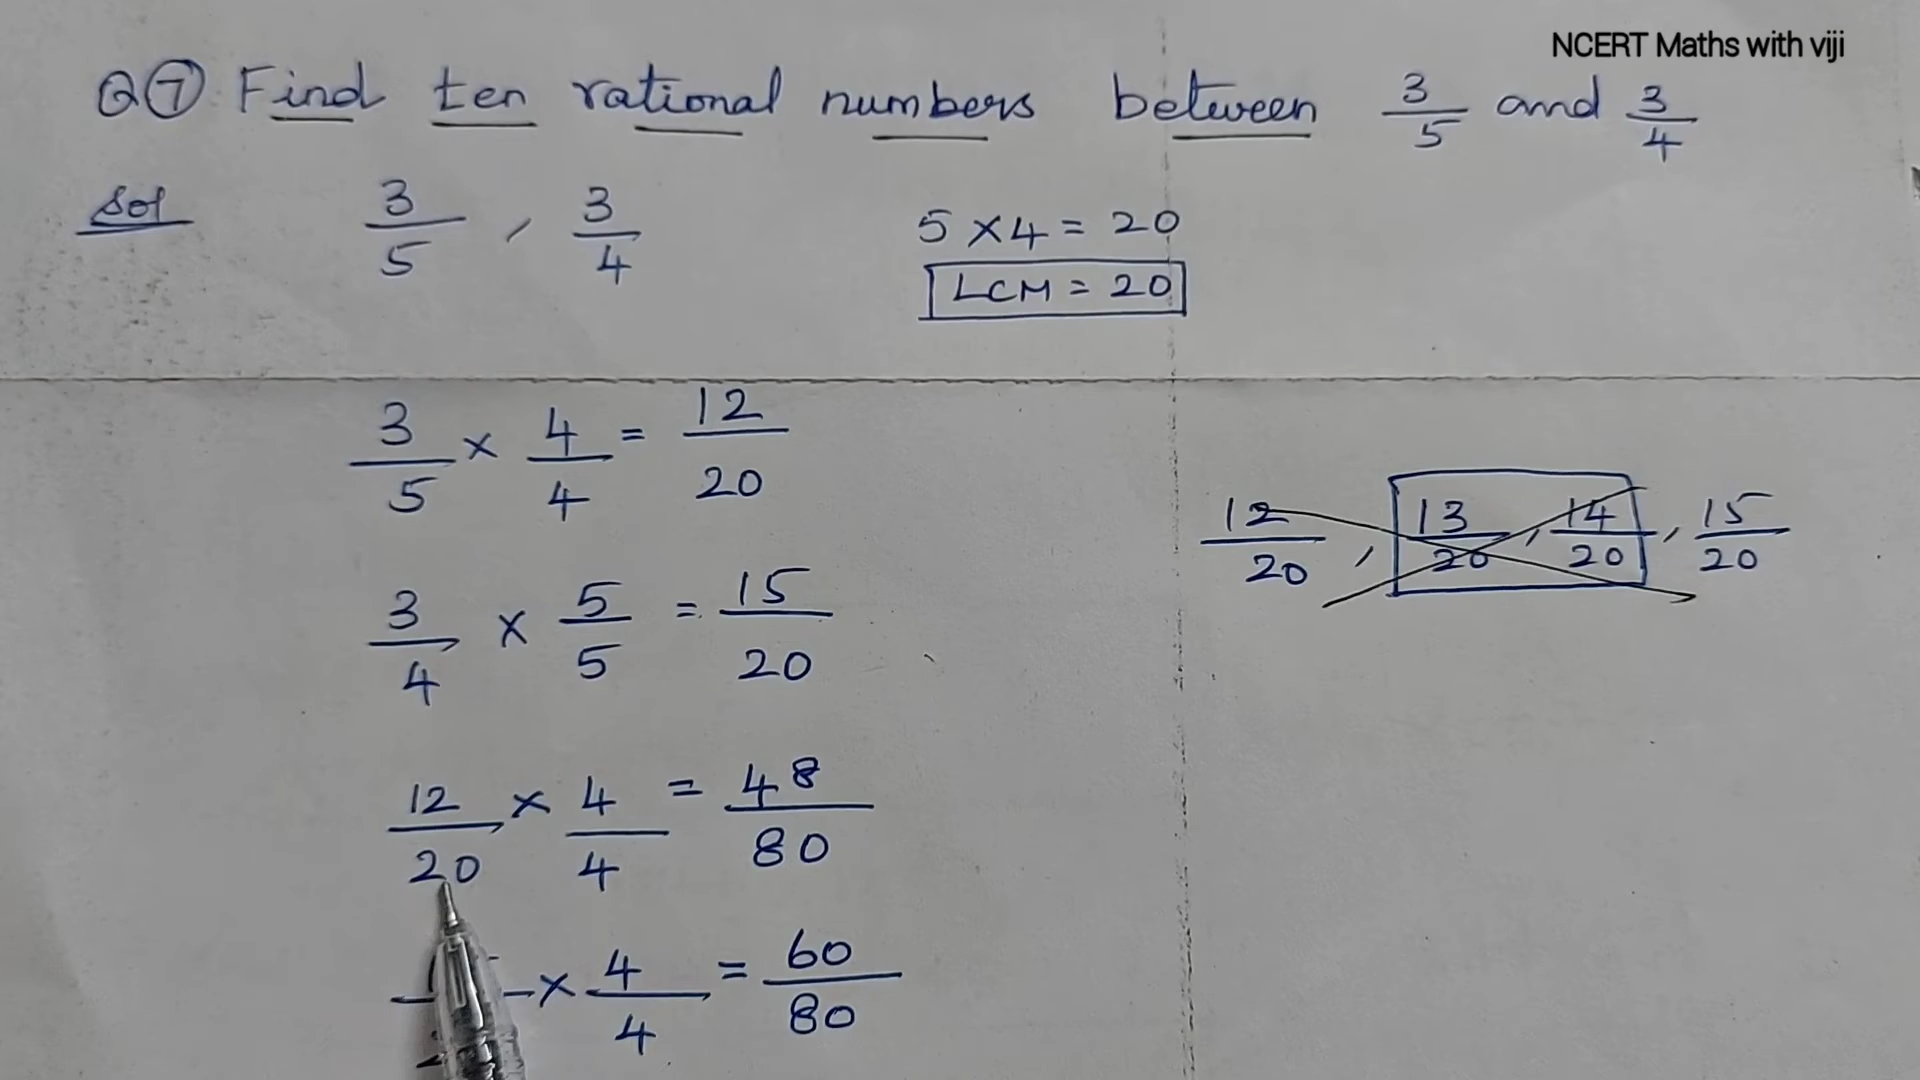 NCERT Maths with viji
Q7 Find ten rational numbers between 3/5 and 3/4
Sol 3/5 , 3/4
5 × 4 = 20
LCM = 20
3/5 × 4/4 = 12/20
12/20 , 13/20 , 14/20 , 15/20
3/4 × 5/5 = 15/20
12/20 × 4/4 = 48/80
× 4/4 = 60/80